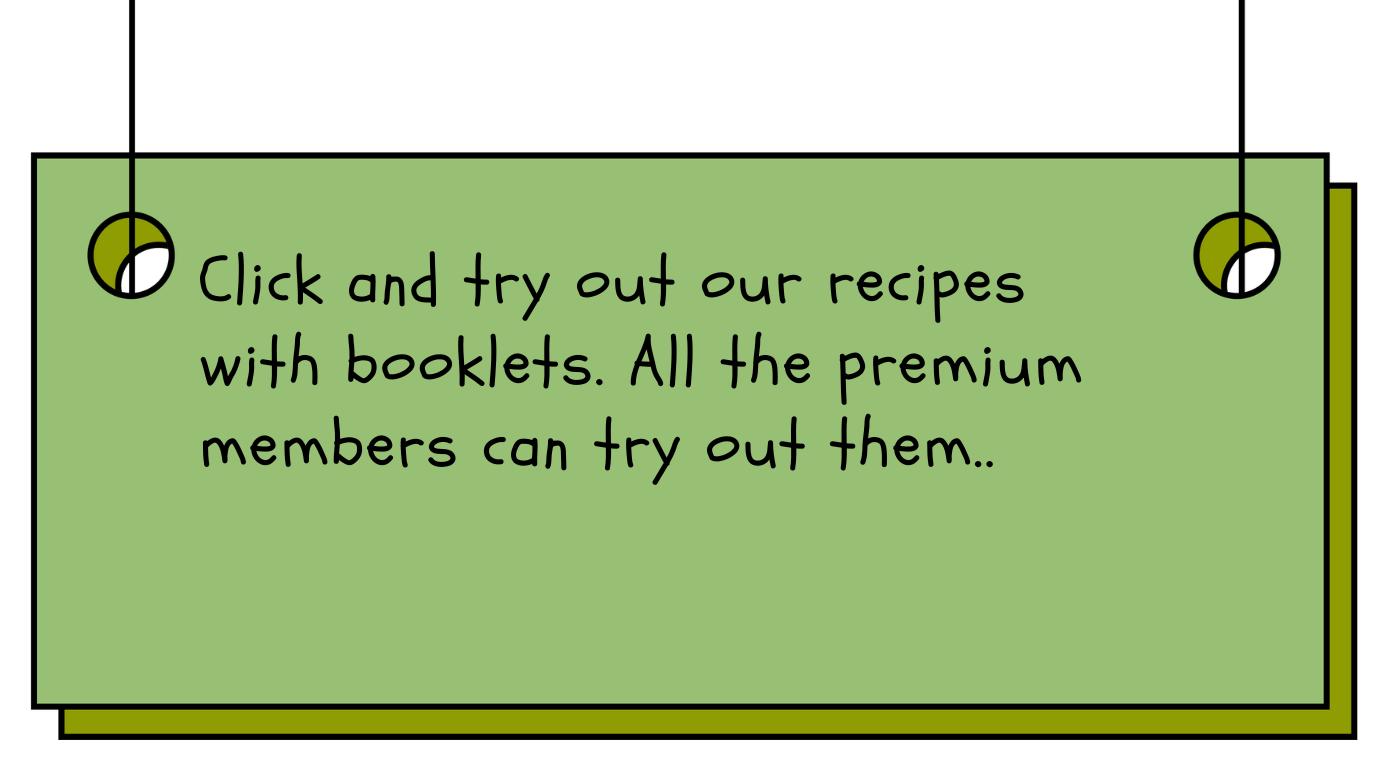 Click and try out our recipes
with booklets. All the premium
members can try out them..